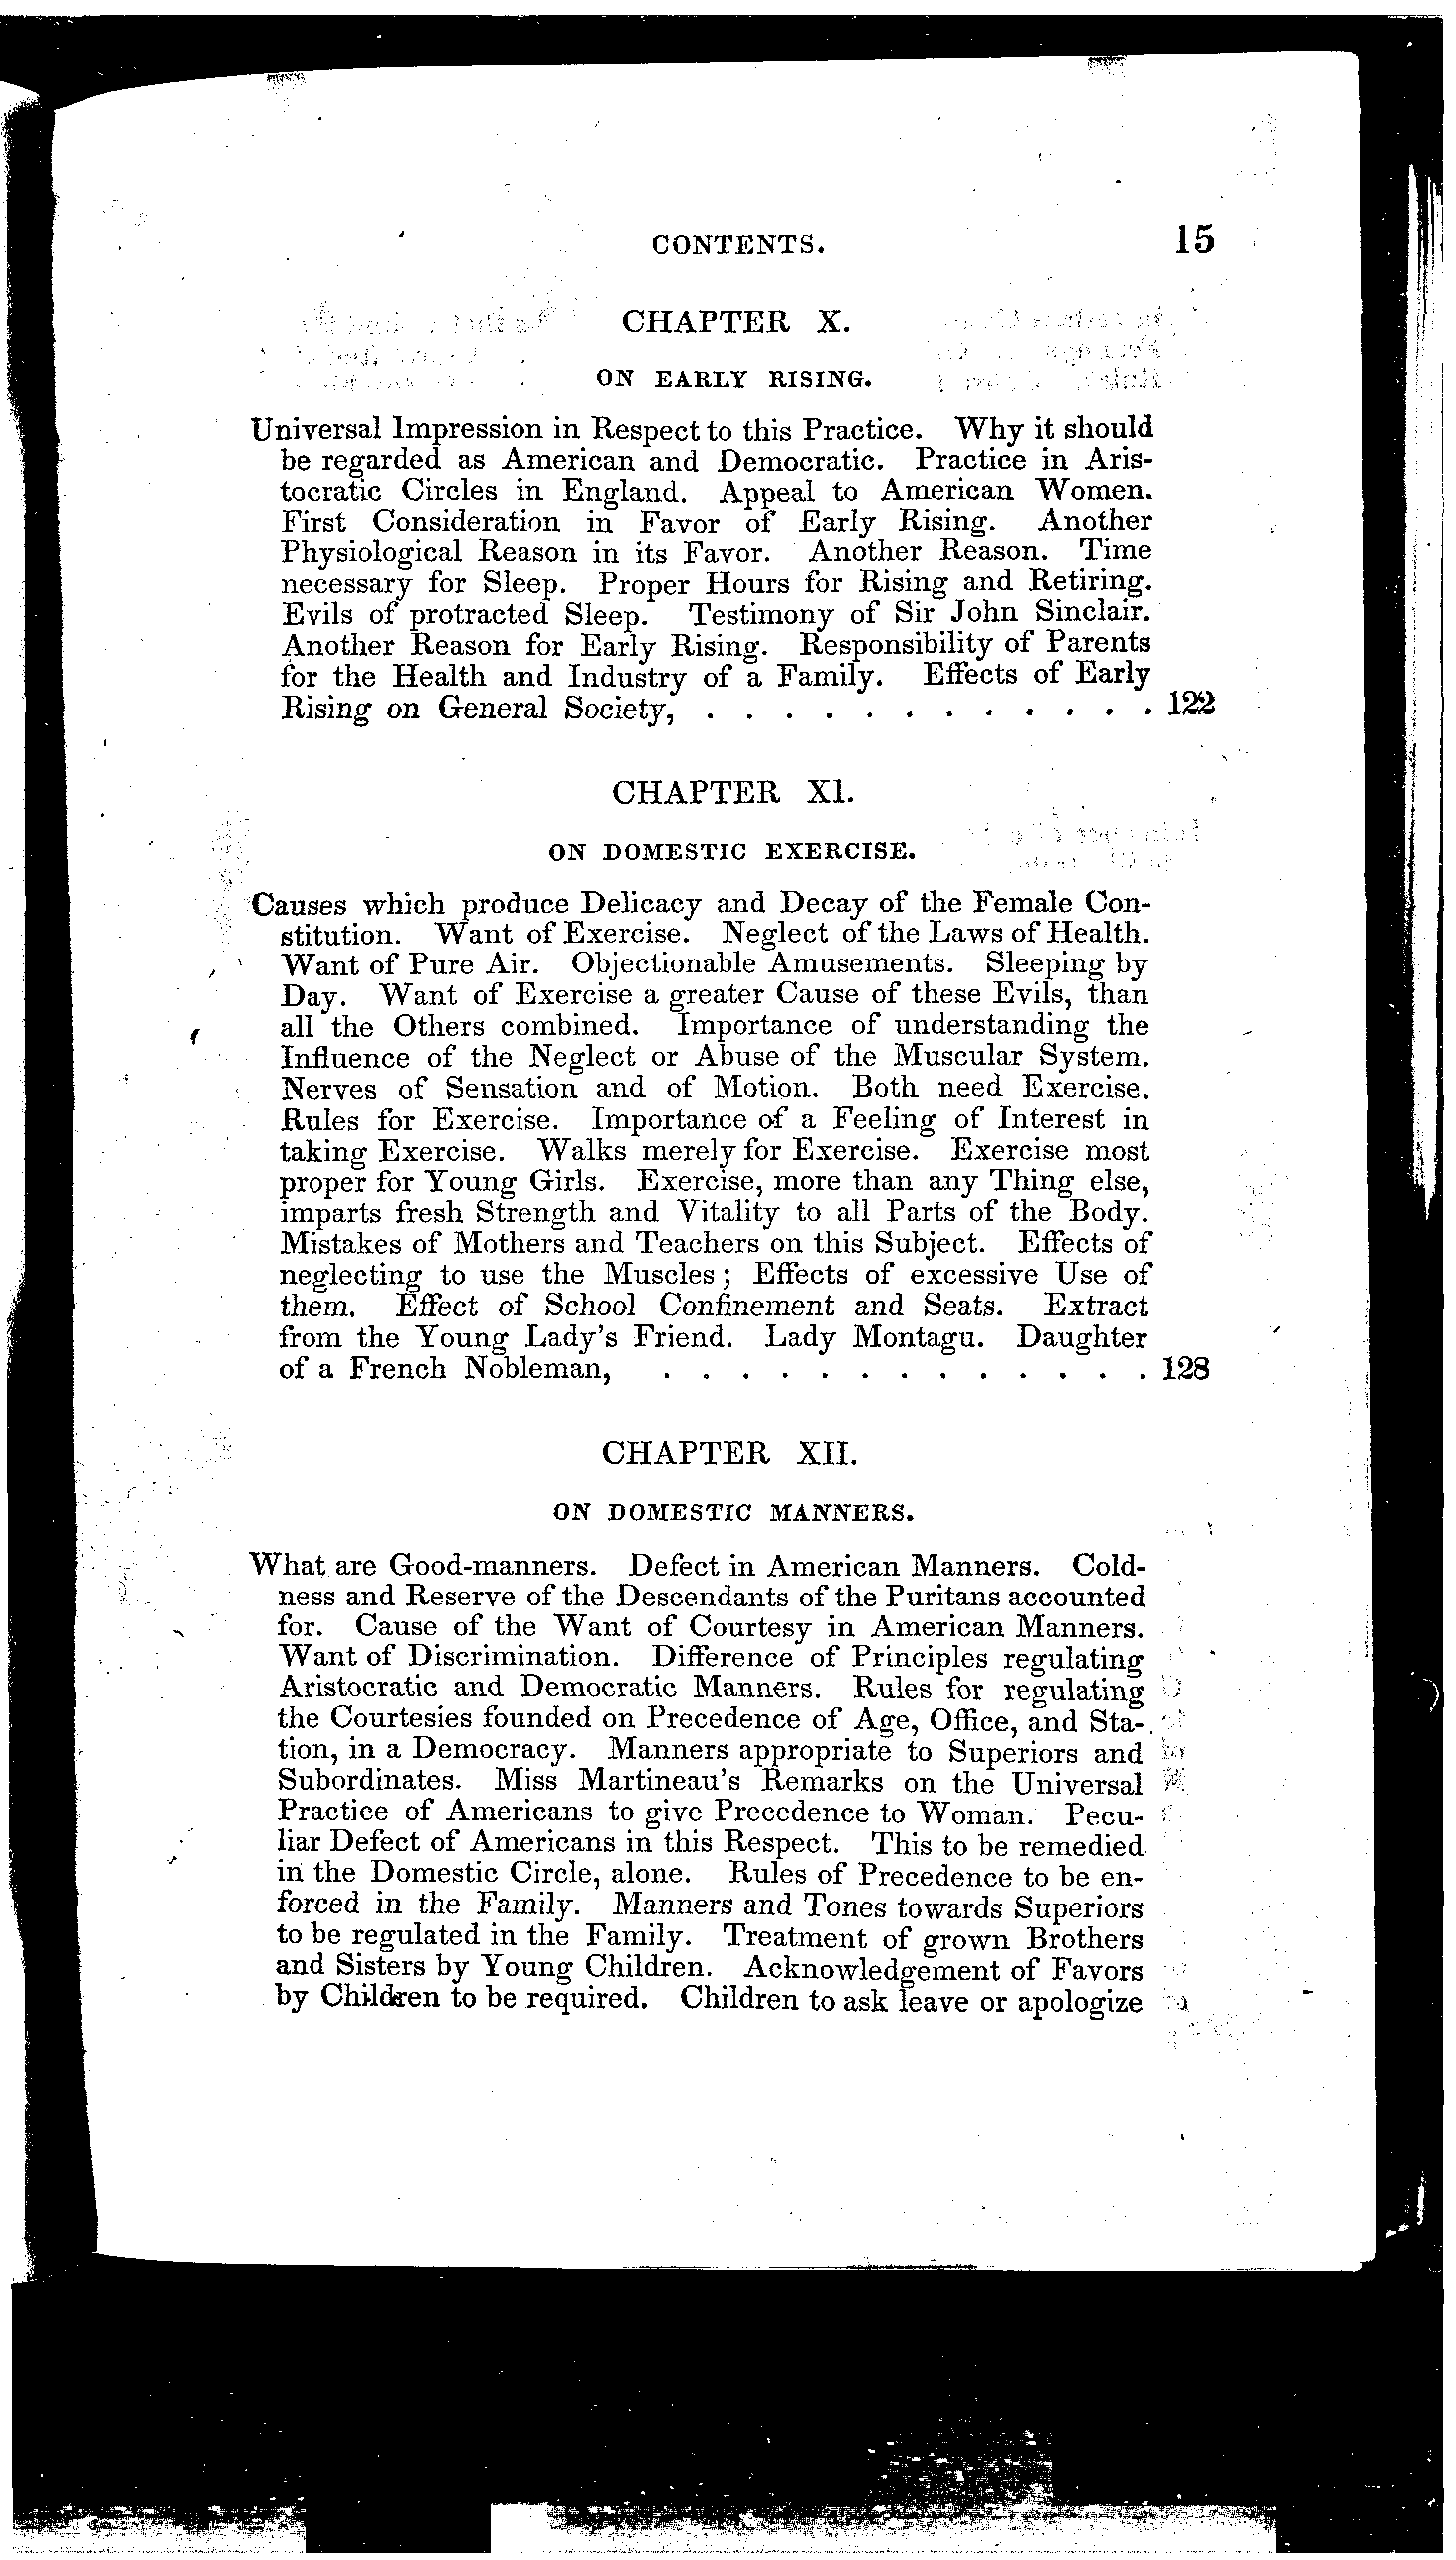 CONTENTS. 15
CHAPTER X.
ON EARLY RISING.
Universal Impression in Respect to this Practice. Why it should
be regarded as American and Democratic. Practice in Aris-
tocratic Circles in England. Appeal to American Women.
First Consideration in Favor of Early Rising. Another
Physiological Reason in its Favor. Another Reason. Time
necessary for Sleep. Proper Hours for Rising and Retiring.
Evils of protracted Sleep. Testimony of Sir John Sinclair.
Another Reason for Early Rising. Responsibility of Parents
for the Health and Industry of a Family. Effects of Early
Rising on General Society, . . . . . . . . . . . . 122
CHAPTER XI.
ON DOMESTIC EXERCISE.
Causes which produce Delicacy and Decay of the Female Con-
stitution. Want of Exercise. Neglect of the Laws of Health.
Want of Pure Air. Objectionable Amusements. Sleeping by
Day. Want of Exercise a greater Cause of these Evils, than
all the Others combined. Importance of understanding the
Influence of the Neglect or Abuse of the Muscular System.
Nerves of Sensation and of Motion. Both need Exercise.
Rules for Exercise. Importance of a Feeling of Interest in
taking Exercise. Walks merely for Exercise. Exercise most
proper for Young Girls. Exercise, more than any Thing else,
imparts fresh Strength and Vitality to all Parts of the Body.
Mistakes of Mothers and Teachers on this Subject. Effects of
neglecting to use the Muscles; Effects of excessive Use of
them. Effect of School Confinement and Seats. Extract
from the Young Lady's Friend. Lady Montagu. Daughter
of a French Nobleman, . . . . . . . . . . . . . 128
CHAPTER XII.
ON DOMESTIC MANNERS.
What are Good-manners. Defect in American Manners. Cold-
ness and Reserve of the Descendants of the Puritans accounted
for. Cause of the Want of Courtesy in American Manners.
Want of Discrimination. Difference of Principles regulating
Aristocratic and Democratic Manners. Rules for regulating
the Courtesies founded on Precedence of Age, Office, and Sta-
tion, in a Democracy. Manners appropriate to Superiors and
Subordinates. Miss Martineau's Remarks on the Universal
Practice of Americans to give Precedence to Woman. Pecu-
liar Defect of Americans in this Respect. This to be remedied
in the Domestic Circle, alone. Rules of Precedence to be en-
forced in the Family. Manners and Tones towards Superiors
to be regulated in the Family. Treatment of grown Brothers
and Sisters by Young Children. Acknowledgement of Favors
by Children to be required. Children to ask leave or apologize